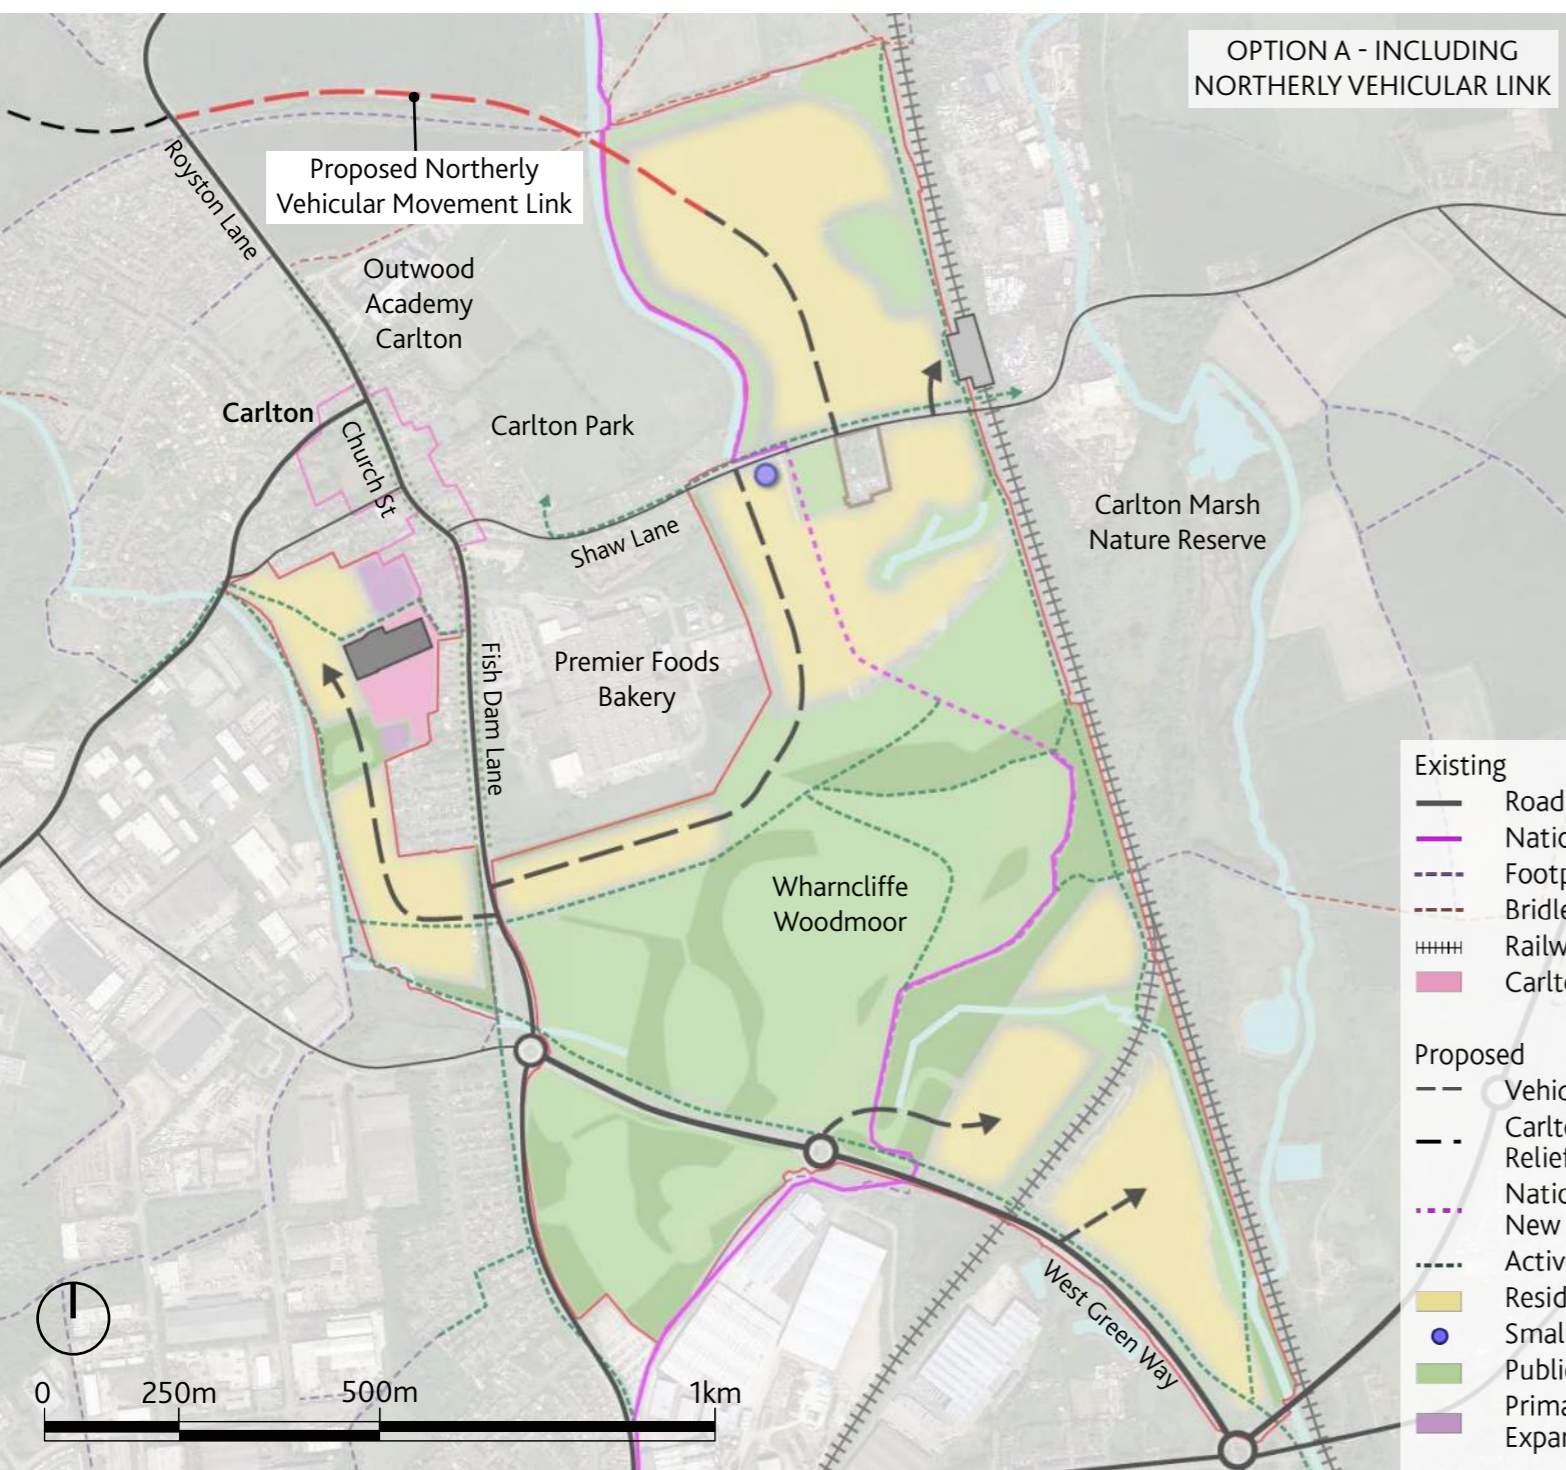 OPTION A - INCLUDING
NORTHERLY VEHICULAR LINK
Proposed Northerly
Vehicular Movement Link
Royston Lane
Outwood
Academy
Carlton
Carlton
Church St
Carlton Park
Shaw Lane
Carlton Marsh
Nature Reserve
Premier Foods
Bakery
Fish Dam Lane
Wharncliffe
Woodmoor
West Green Way
0 250m 500m 1km
Existing
Road
Natio
Footp
Bridle
Railw
Carlto
Proposed
Vehic
Carlto
Relief
Natio
New
Activ
Resid
Smal
Public
Prima
Expan